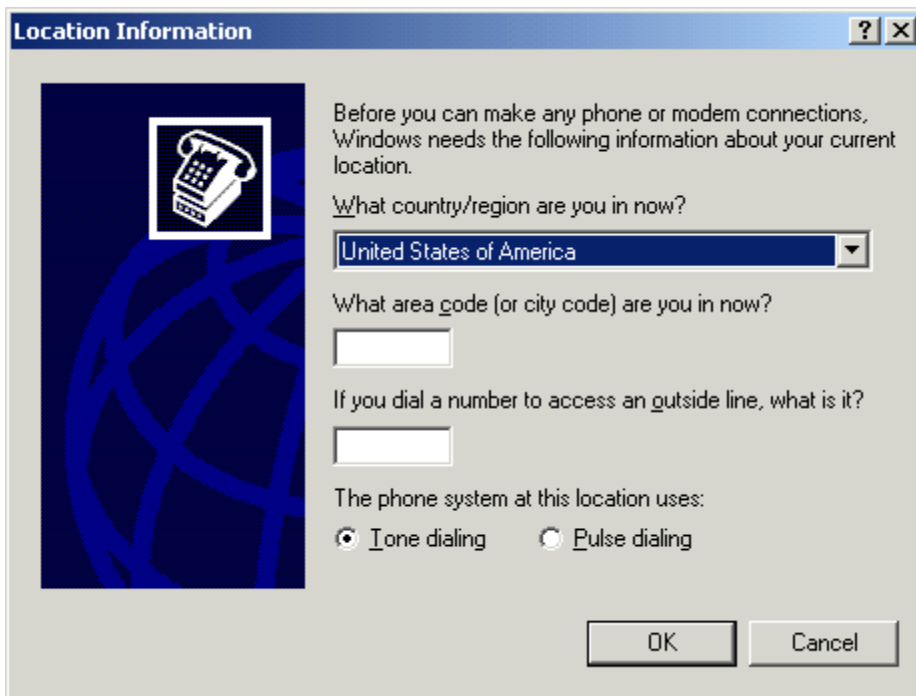 Location Information
Before you can make any phone or modem connections,
Windows needs the following information about your current
location.
What country/region are you in now?
United States of America
What area code (or city code) are you in now?
If you dial a number to access an outside line, what is it?
The phone system at this location uses:
Tone dialing Pulse dialing
OK Cancel